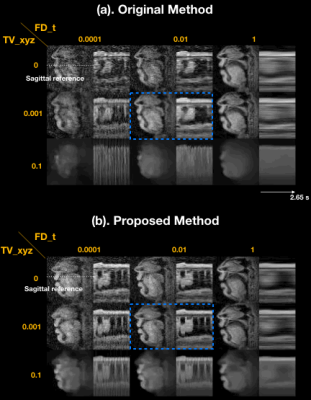 (a). Original Method
FD_t
TV_xyz
0.0001
0.01
1
0
Sagittal reference
0.001
0.1
2.65 s
(b). Proposed Method
FD_t
TV_xyz
0.0001
0.01
1
0
Sagittal reference
0.001
0.1